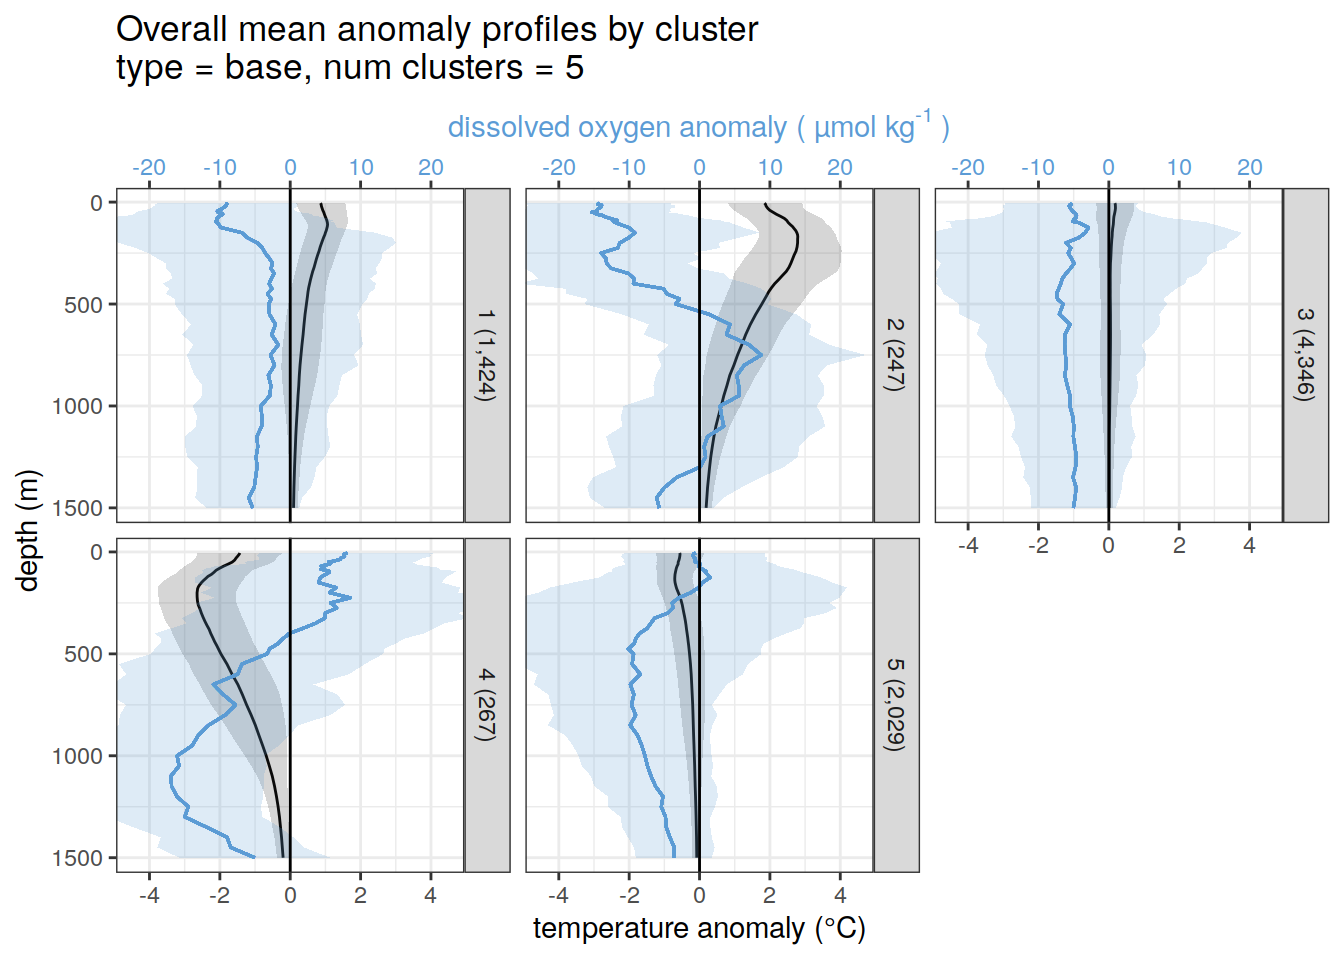 Overall mean anomaly profiles by cluster
type = base, num clusters = 5
dissolved oxygen anomaly ( µmol kg⁻¹ )
-20 -10 0 10 20 -20 -10 0 10 20 -20 -10 0 10 20
depth (m)
0
500
1000
1500
1 (1,424)
2 (247)
3 (4,346)
-4 -2 0 2 4
0
500
1000
1500
4 (267)
5 (2,029)
-4 -2 0 2 4 -4 -2 0 2 4
temperature anomaly (°C)